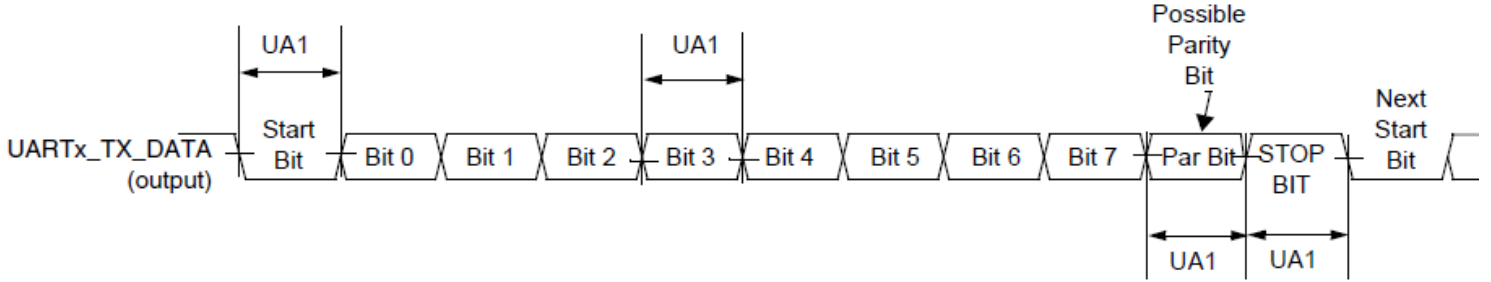 Possible
Parity
Bit
UA1
UA1
Next
Start
Bit
UARTx_TX_DATA
(output)
Start
Bit
Bit 0
Bit 1
Bit 2
Bit 3
Bit 4
Bit 5
Bit 6
Bit 7
Par Bit
STOP
BIT
UA1
UA1